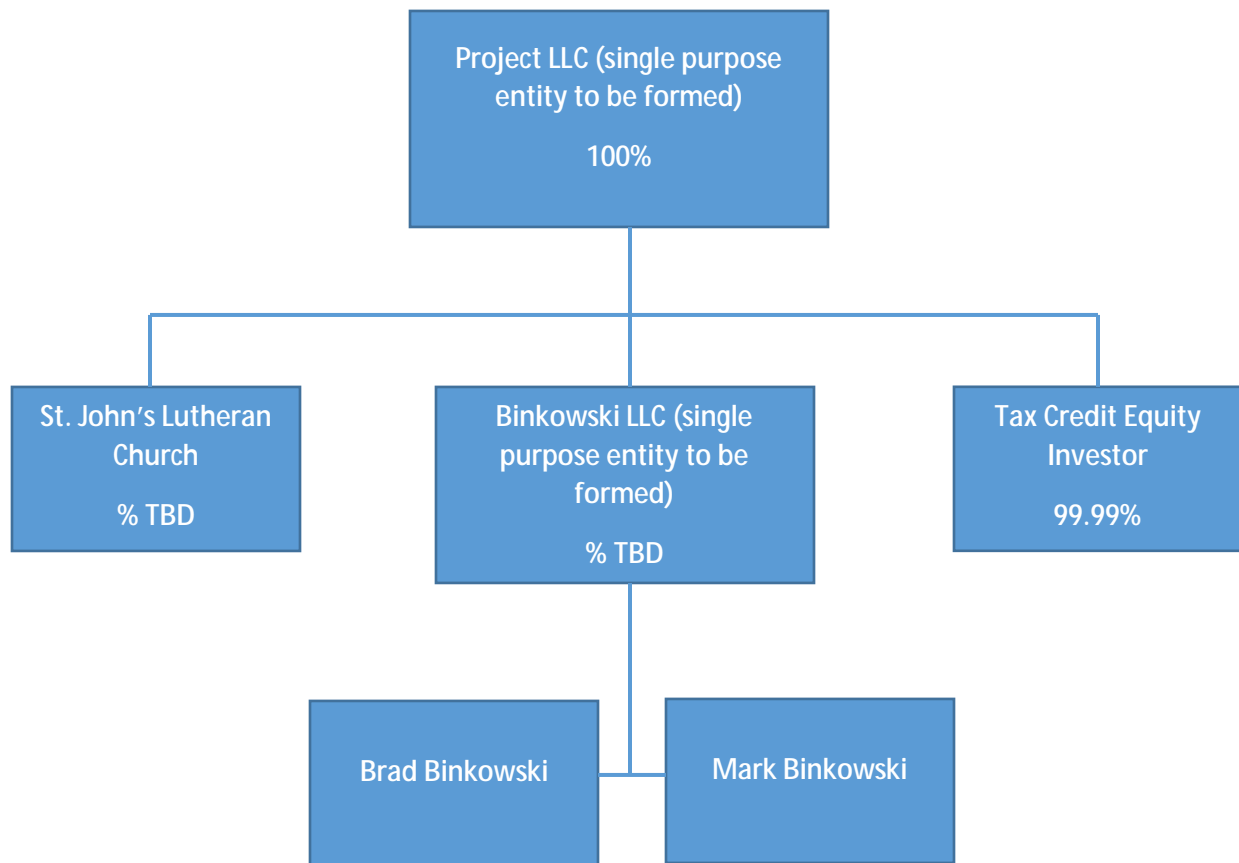 Project LLC (single purpose
entity to be formed)
100%
St. John's Lutheran
Church
% TBD
Binkowski LLC (single
purpose entity to be
formed)
% TBD
Tax Credit Equity
Investor
99.99%
Brad Binkowski
Mark Binkowski